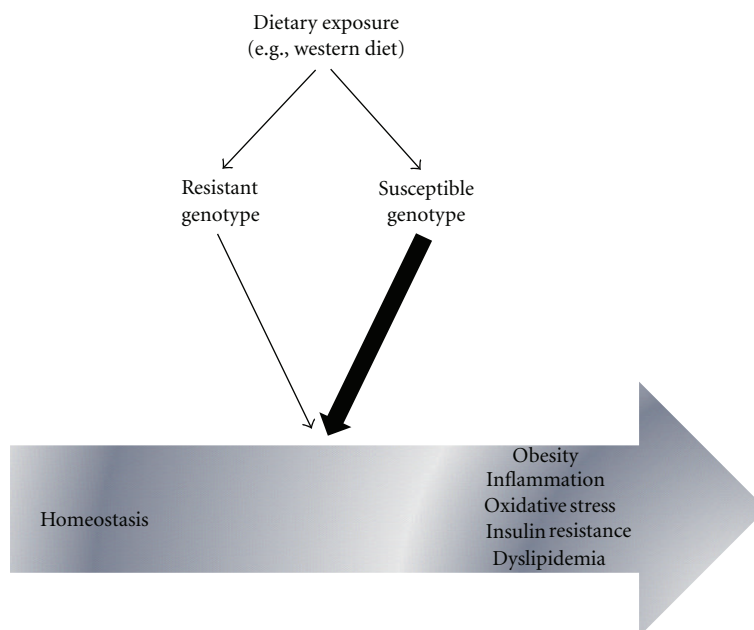 Dietary exposure
(e.g., western diet)
Resistant
genotype
Susceptible
genotype
Homeostasis
Obesity
Inflammation
Oxidative stress
Insulin resistance
Dyslipidemia